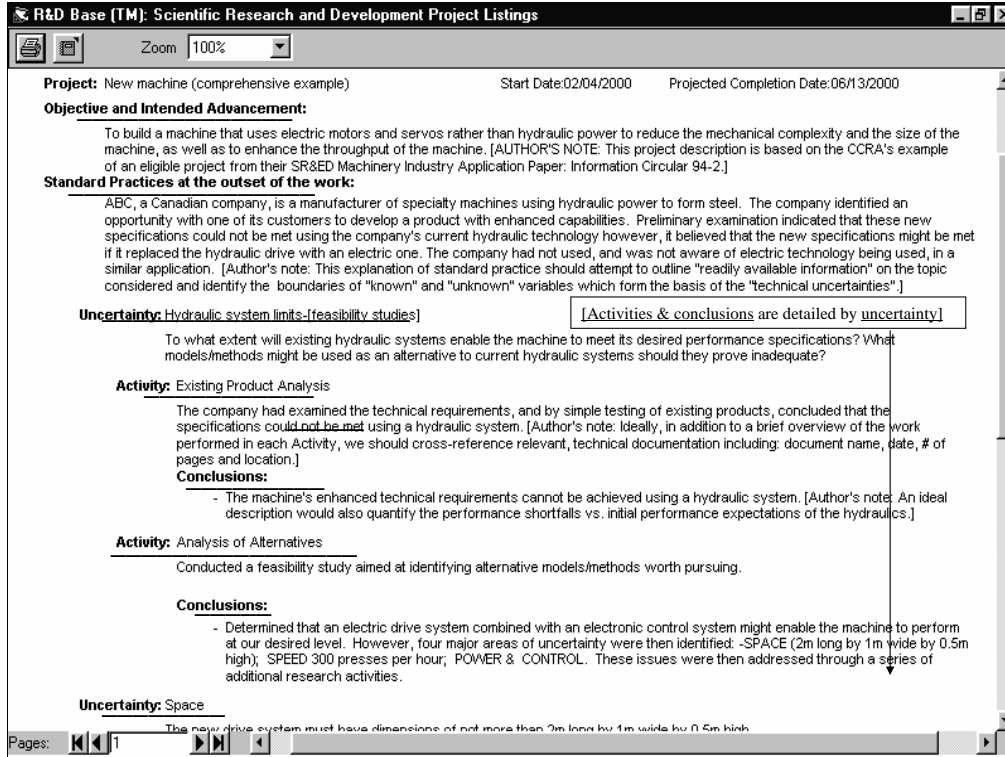 R&D Base (TM): Scientific Research and Development Project Listings
Zoom 100%
Project: New machine (comprehensive example) Start Date:02/04/2000 Projected Completion Date:06/13/2000
Objective and Intended Advancement:
To build a machine that uses electric motors and servos rather than hydraulic power to reduce the mechanical complexity and the size of the
machine, as well as to enhance the throughput of the machine. [AUTHOR'S NOTE: This project description is based on the CCRA's example
of an eligible project from their SR&ED Machinery Industry Application Paper: Information Circular 94-2.]
Standard Practices at the outset of the work:
ABC, a Canadian company, is a manufacturer of specialty machines using hydraulic power to form steel. The company identified an
opportunity with one of its customers to develop a product with enhanced capabilities. Preliminary examination indicated that these new
specifications could not be met using the company's current hydraulic technology however, it believed that the new specifications might be met
if it replaced the hydraulic drive with an electric one. The company had not used, and was not aware of electric technology being used, in a
similar application. [Author's note: This explanation of standard practice should attempt to outline "readily available information" on the topic
considered and identify the boundaries of "known" and "unknown" variables which form the basis of the "technical uncertainties".]
Uncertainty: Hydraulic system limits-[feasibility studies]
[Activities & conclusions are detailed by uncertainty]
To what extent will existing hydraulic systems enable the machine to meet its desired performance specifications? What
models/methods might be used as an alternative to current hydraulic systems should they prove inadequate?
Activity: Existing Product Analysis
The company had examined the technical requirements, and by simple testing of existing products, concluded that the
specifications could not be met using a hydraulic system. [Author's note: Ideally, in addition to a brief overview of the work
performed in each Activity, we should cross-reference relevant, technical documentation including: document name, date, # of
pages and location.]
Conclusions:
- The machine's enhanced technical requirements cannot be achieved using a hydraulic system. [Author's note: An ideal
description would also quantify the performance shortfalls vs. initial performance expectations of the hydraulics.]
Activity: Analysis of Alternatives
Conducted a feasibility study aimed at identifying alternative models/methods worth pursuing.
Conclusions:
- Determined that an electric drive system combined with an electronic control system might enable the machine to perform
at our desired level. However, four major areas of uncertainty were then identified: -SPACE (2m long by 1m wide by 0.5m
high); SPEED 300 presses per hour; POWER & CONTROL. These issues were then addressed through a series of
additional research activities.
Uncertainty: Space
The new drive system must have dimensions of not more than 2m long by 1m wide by 0.5m high
Pages: 1